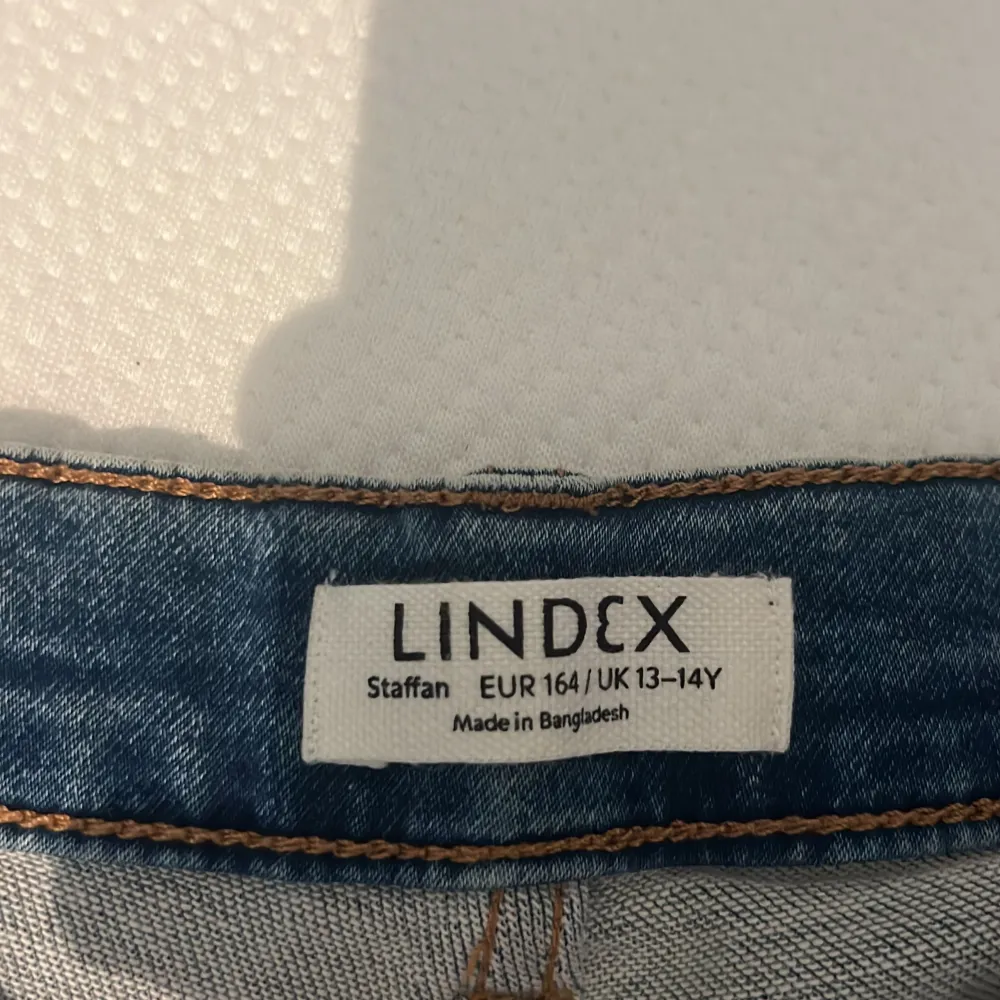 LINDEX
Staffan EUR 164 / UK 13–14Y
Made in Bangladesh